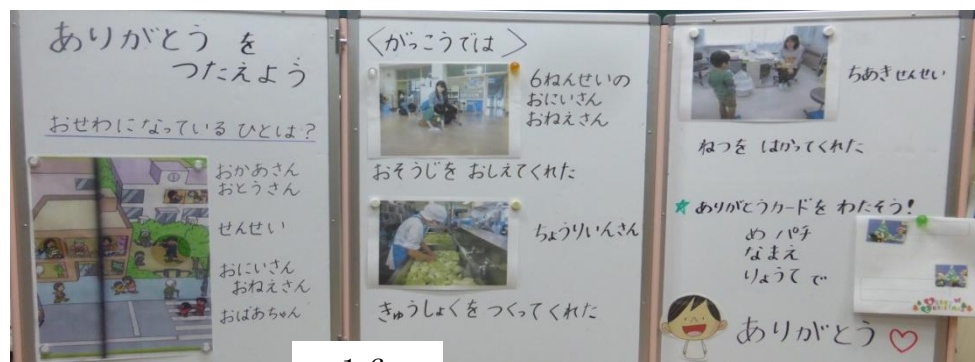 ありがとう を
つたえよう
おせわになっている ひとは？
おかあさん
おとうさん
せんせい
おにいさん
おねえさん
おばあちゃん
〈がっこうでは〉
6ねんせいの
おにいさん
おねえさん
おそうじを おしえてくれた
ちょうりいんさん
きゅうしょくを つくってくれた
ちあきせんせい
ねつを はかってくれた
★ありがとうカードを わたそう！
め パチ
なまえ
りょうて で
ありがとう♡